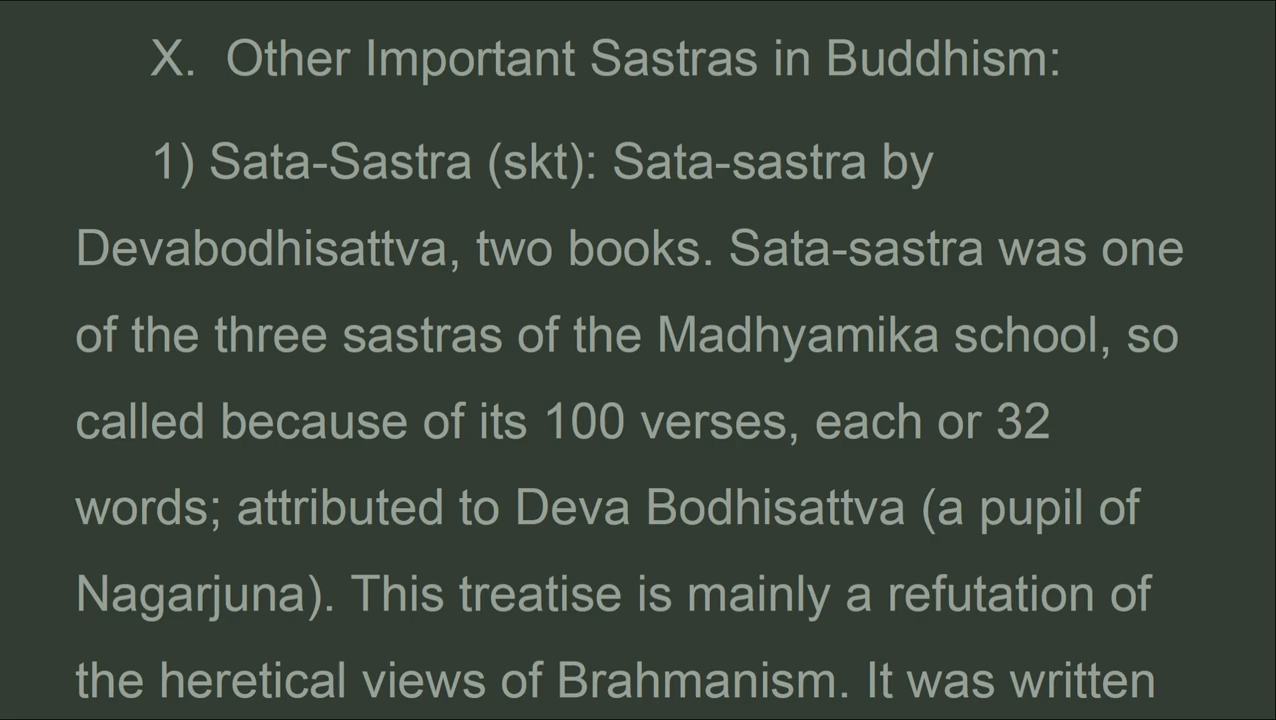 X. Other Important Sastras in Buddhism:
1) Sata-Sastra (skt): Sata-sastra by
Devabodhisattva, two books. Sata-sastra was one
of the three sastras of the Madhyamika school, so
called because of its 100 verses, each or 32
words; attributed to Deva Bodhisattva (a pupil of
Nagarjuna). This treatise is mainly a refutation of
the heretical views of Brahmanism. It was written